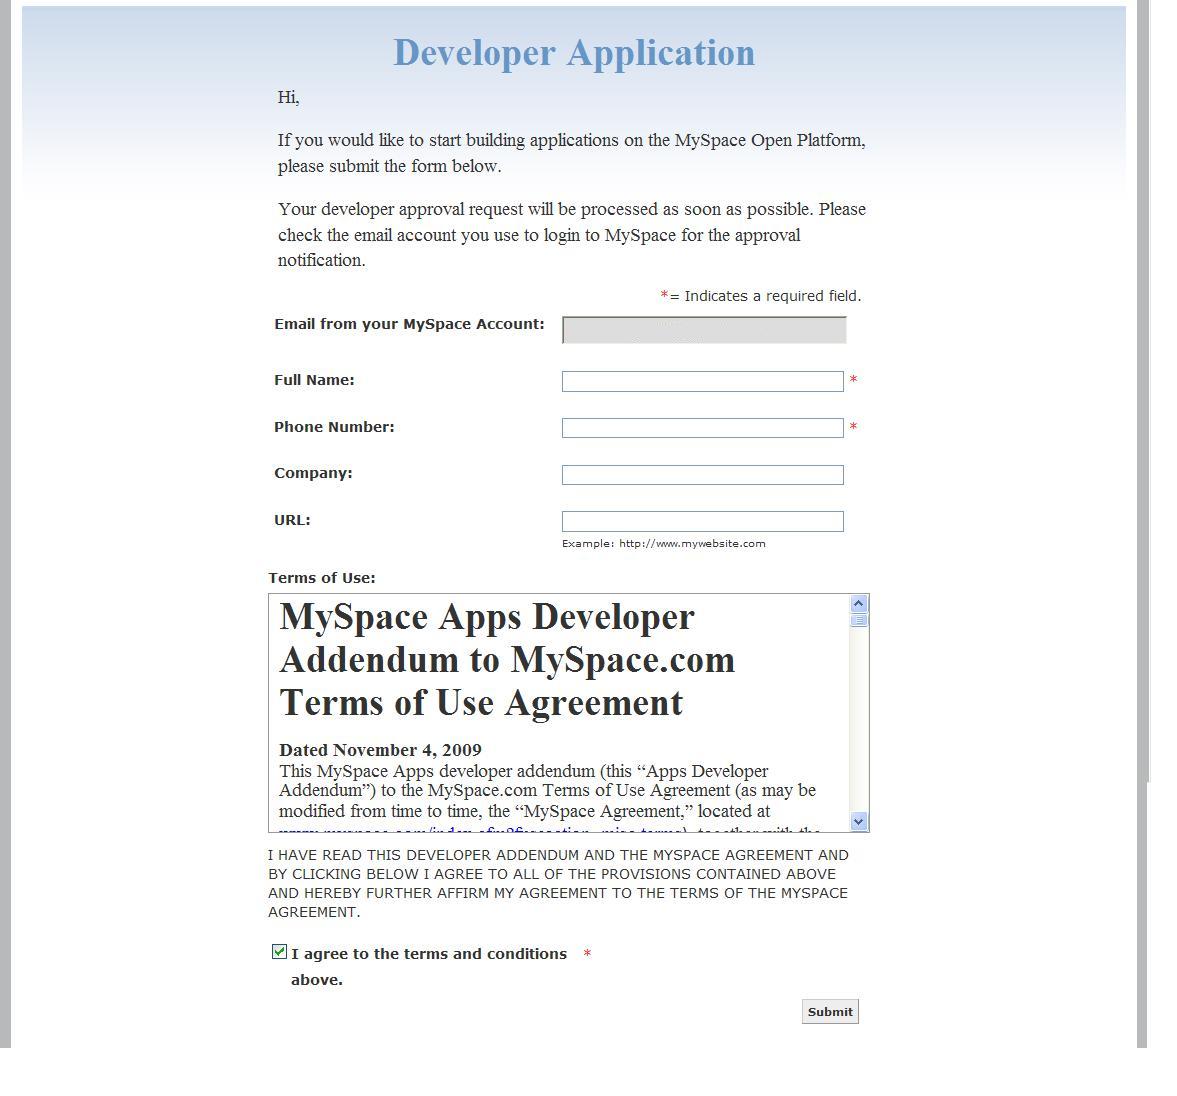 Developer Application
Hi,
If you would like to start building applications on the MySpace Open Platform,
please submit the form below.
Your developer approval request will be processed as soon as possible. Please
check the email account you use to login to MySpace for the approval
notification.
*= Indicates a required field.
Email from your MySpace Account:
Full Name: *
Phone Number: *
Company:
URL:
Example: http://www.mywebsite.com
Terms of Use:
MySpace Apps Developer
Addendum to MySpace.com
Terms of Use Agreement
Dated November 4, 2009
This MySpace Apps developer addendum (this “Apps Developer
Addendum”) to the MySpace.com Terms of Use Agreement (as may be
modified from time to time, the “MySpace Agreement,” located at
together with the
I HAVE READ THIS DEVELOPER ADDENDUM AND THE MYSPACE AGREEMENT AND
BY CLICKING BELOW I AGREE TO ALL OF THE PROVISIONS CONTAINED ABOVE
AND HEREBY FURTHER AFFIRM MY AGREEMENT TO THE TERMS OF THE MYSPACE
AGREEMENT.
I agree to the terms and conditions *
above.
Submit